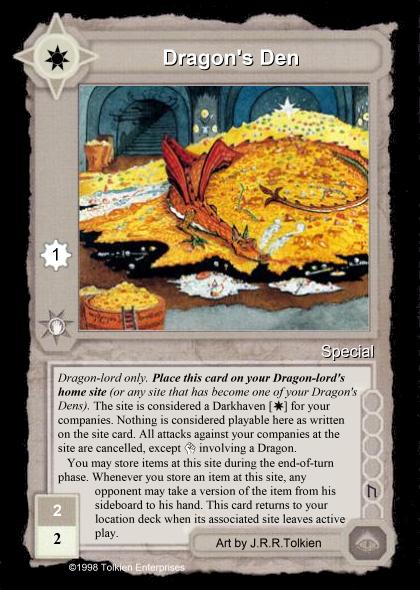 Dragon's Den
1
Special
Dragon-lord only. Place this card on your Dragon-lord's
home site (or any site that has become one of your Dragon's
Dens). The site is considered a Darkhaven [✷] for your
companies. Nothing is considered playable here as written
on the site card. All attacks against your companies at the
site are cancelled, except involving a Dragon.
You may store items at this site during the end-of-turn
phase. Whenever you store an item at this site, any
opponent may take a version of the item from his
sideboard to his hand. This card returns to your
location deck when its associated site leaves active
play.
2
2
Art by J.R.R.Tolkien
©1998 Tolkien Enterprises